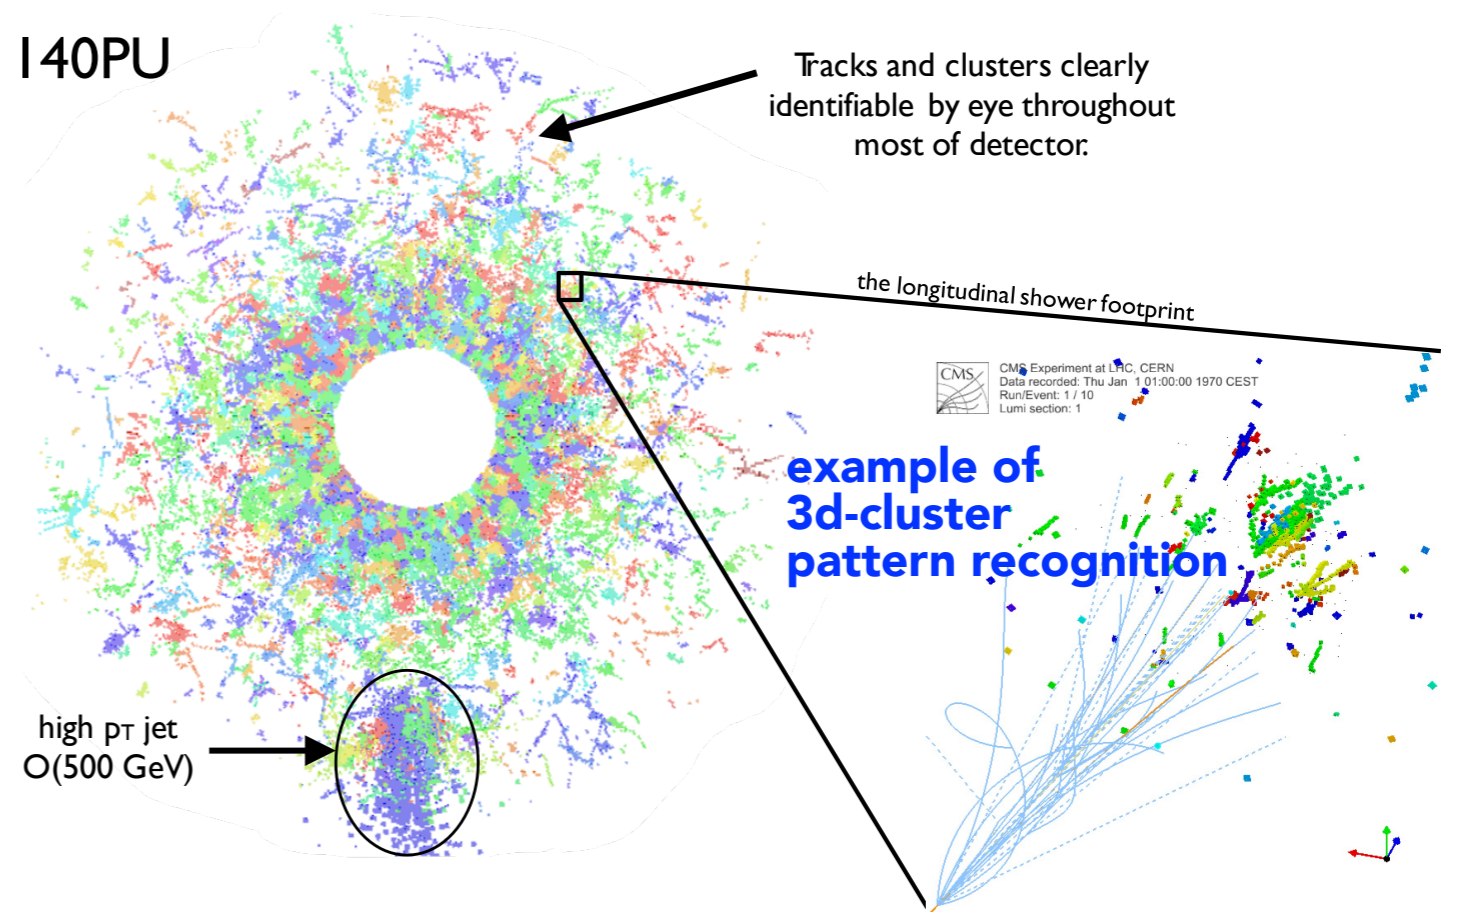 140PU
Tracks and clusters clearly
identifiable by eye throughout
most of detector.
the longitudinal shower footprint
CMS
CMS Experiment at LHC, CERN
Data recorded: Thu Jan 1 01:00:00 1970 CEST
Run/Event: 1 / 10
Lumi section: 1
example of
3d-cluster
pattern recognition
high pT jet
O(500 GeV)